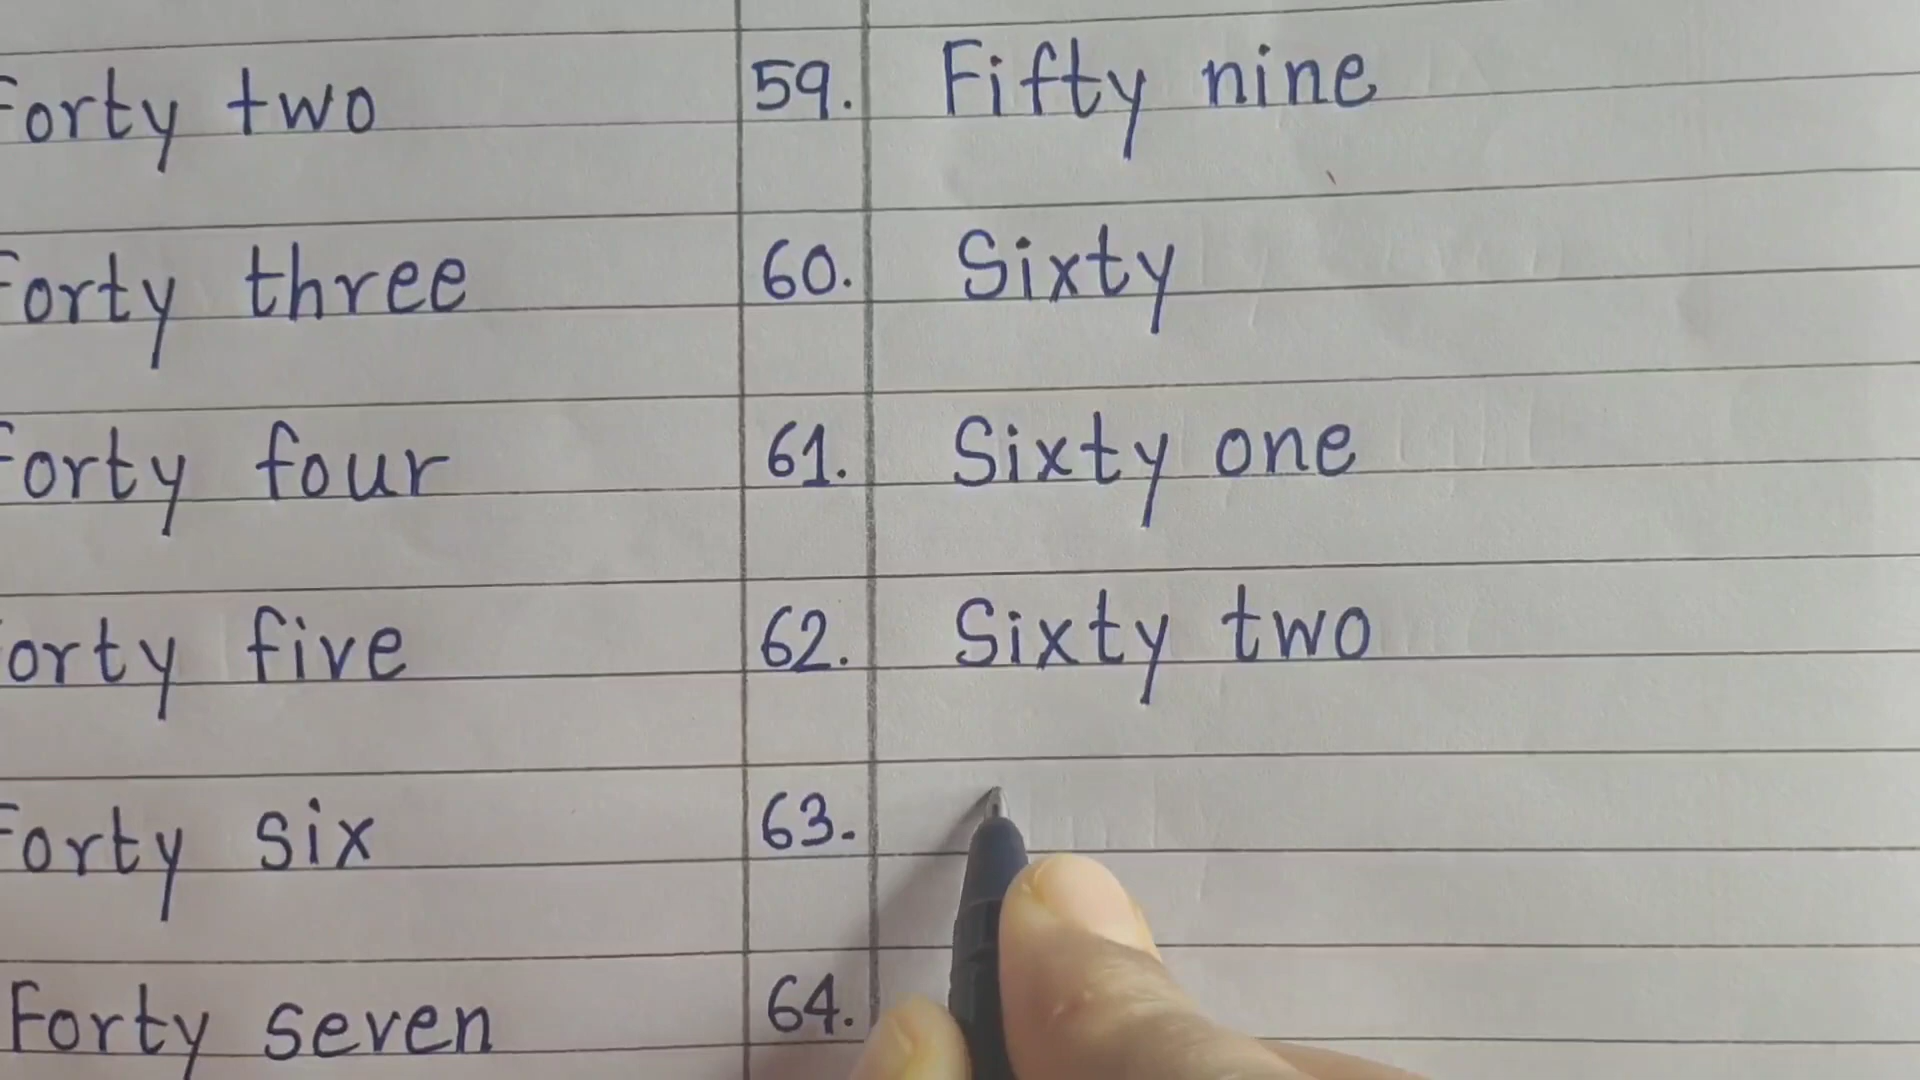 Forty two 59. Fifty nine
Forty three 60. Sixty
Forty four 61. Sixty one
orty five 62. Sixty two
Forty six 63.
Forty seven 64.